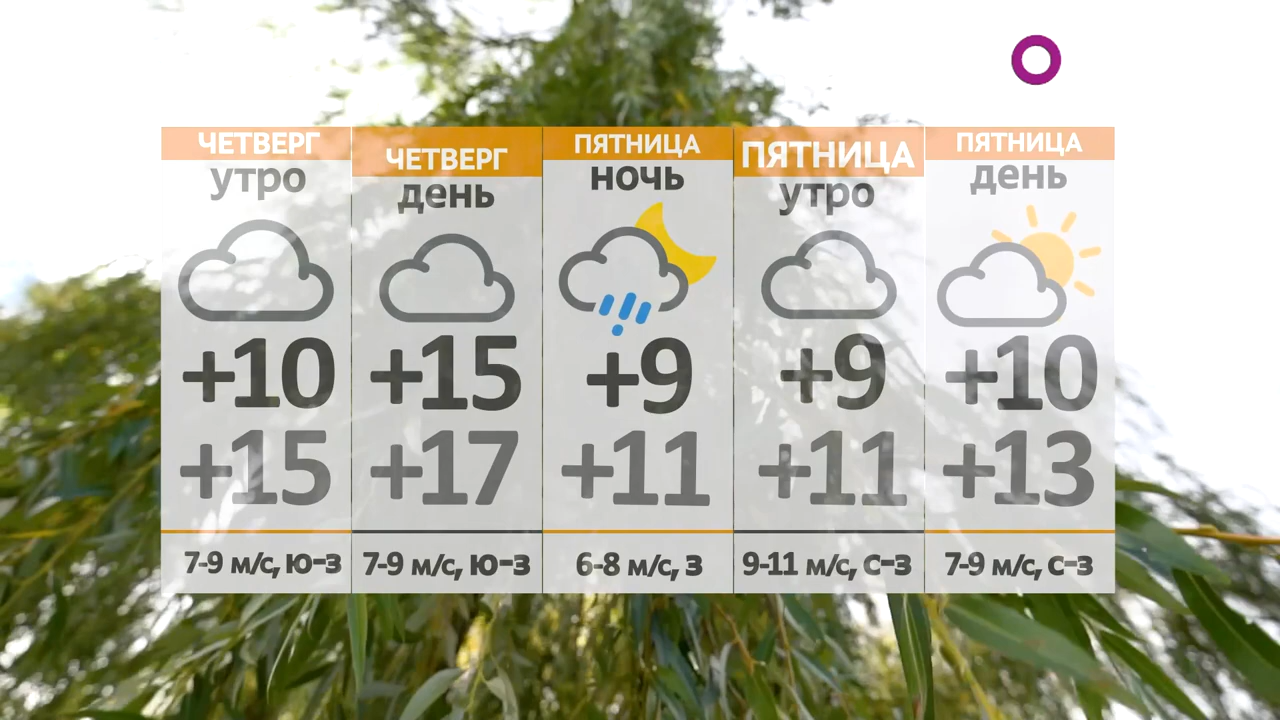 ЧЕТВЕРГ
утро
+10
+15
7-9 м/с, ю-з
ЧЕТВЕРГ
день
+15
+17
7-9 м/с, ю-з
ПЯТНИЦА
ночь
+9
+11
6-8 м/с, з
ПЯТНИЦА
утро
+9
+11
9-11 м/с, с-з
ПЯТНИЦА
день
+10
+13
7-9 м/с, с-з